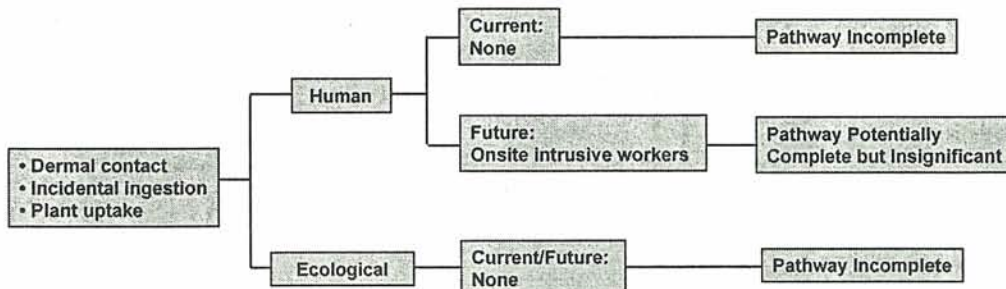 Current:
None
Pathway Incomplete
Human
Future:
Onsite intrusive workers
Pathway Potentially
Complete but Insignificant
• Dermal contact
• Incidental ingestion
• Plant uptake
Ecological
Current/Future:
None
Pathway Incomplete